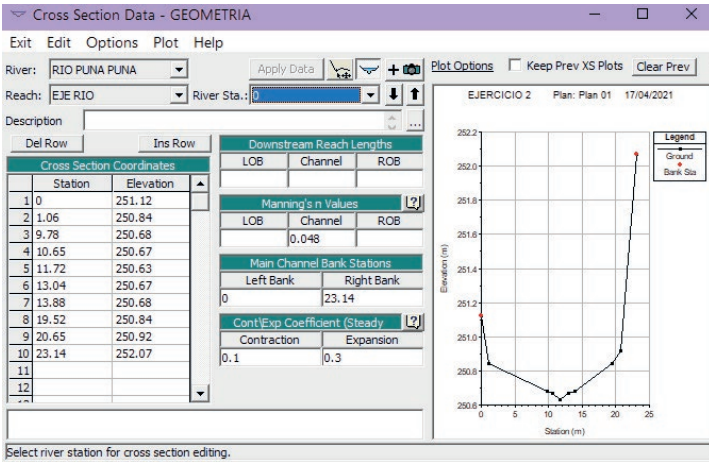 Cross Section Data - GEOMETRIA
Exit Edit Options Plot Help
River: RIO PUNA PUNA Apply Data Plot Options Keep Prev XS Plots Clear Prev
Reach: EJE RIO River Sta.: 0
Description ...
Del Row Ins Row
Cross Section Coordinates
Station Elevation
1 0 251.12
2 1.06 250.84
3 9.78 250.68
4 10.65 250.67
5 11.72 250.63
6 13.04 250.67
7 13.88 250.68
8 19.52 250.84
9 20.65 250.92
10 23.14 252.07
11
12
Downstream Reach Lengths
LOB Channel ROB
Manning's n Values ?
LOB Channel ROB
0.048
Main Channel Bank Stations
Left Bank Right Bank
0 23.14
Cont\Exp Coefficient (Steady ?
Contraction Expansion
0.1 0.3
EJERCICIO 2 Plan: Plan 01 17/04/2021
Elevation (m)
252.2
252.0
251.8
251.6
251.4
251.2
251.0
250.8
250.6
0 5 10 15 20 25
Station (m)
Legend
Ground
Bank Sta
Select river station for cross section editing.